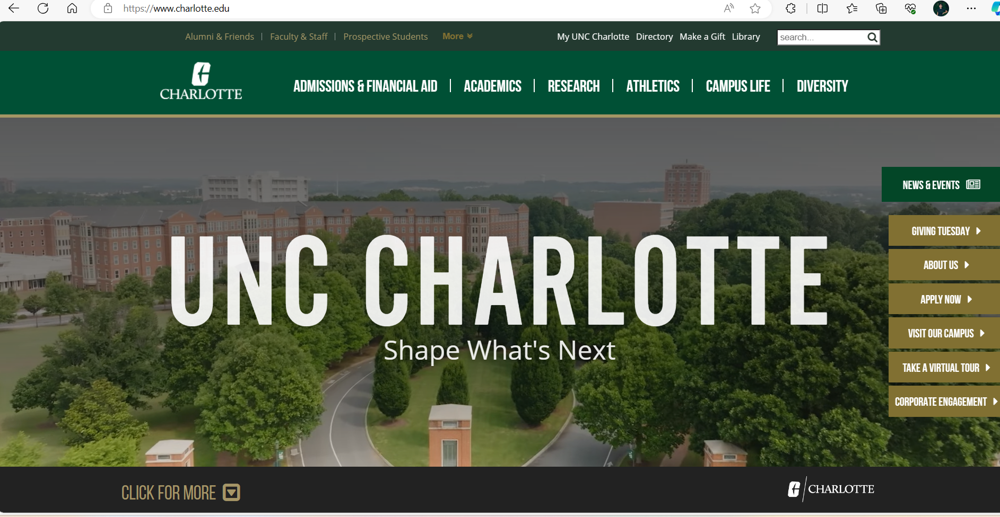 https://www.charlotte.edu
Alumni & Friends | Faculty & Staff | Prospective Students More
My UNC Charlotte Directory Make a Gift Library search...
CHARLOTTE
ADMISSIONS & FINANCIAL AID | ACADEMICS | RESEARCH | ATHLETICS | CAMPUS LIFE | DIVERSITY
NEWS & EVENTS
GIVING TUESDAY
ABOUT US
APPLY NOW
VISIT OUR CAMPUS
TAKE A VIRTUAL TOUR
CORPORATE ENGAGEMENT
UNC CHARLOTTE
Shape What's Next
CLICK FOR MORE
CHARLOTTE